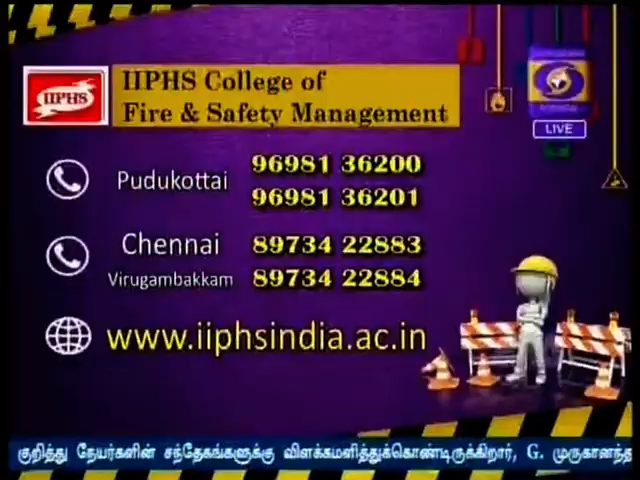 IIPHS
IIPHS College of
Fire & Safety Management
LIVE
Pudukottai
96981 36200
96981 36201
Chennai
Virugambakkam
89734 22883
89734 22884
www.iiphsindia.ac.in
குறித்து நேயர்களின் சந்தேகங்களுக்கு விளக்கமளித்துக்கொண்டிருக்கிறார், G. முருகானந்த